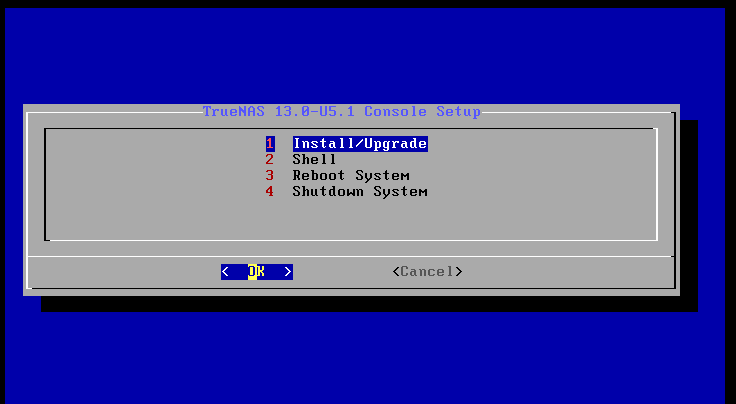 TrueNAS 13.0-U5.1 Console Setup
1 Install/Upgrade
2 Shell
3 Reboot System
4 Shutdown System
< OK > <Cancel>